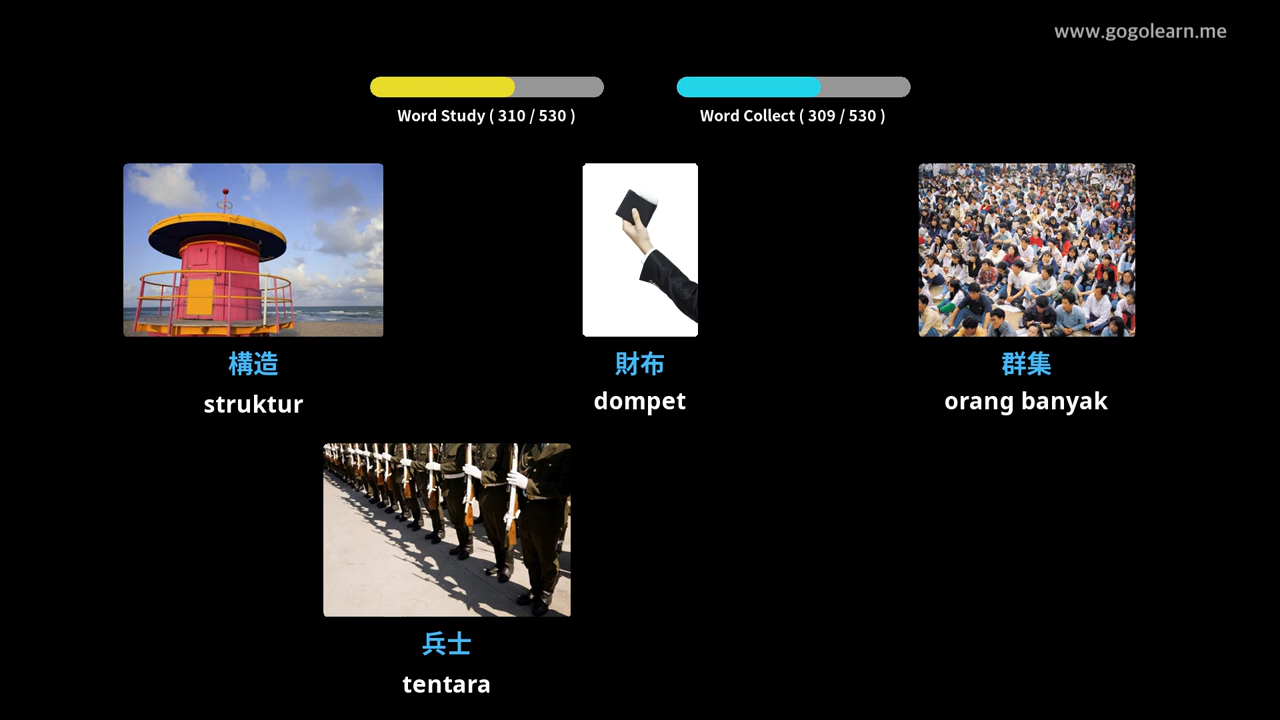 www.gogolearn.me
Word Study ( 310 / 530 )
Word Collect ( 309 / 530 )
構造
struktur
財布
dompet
群集
orang banyak
兵士
tentara